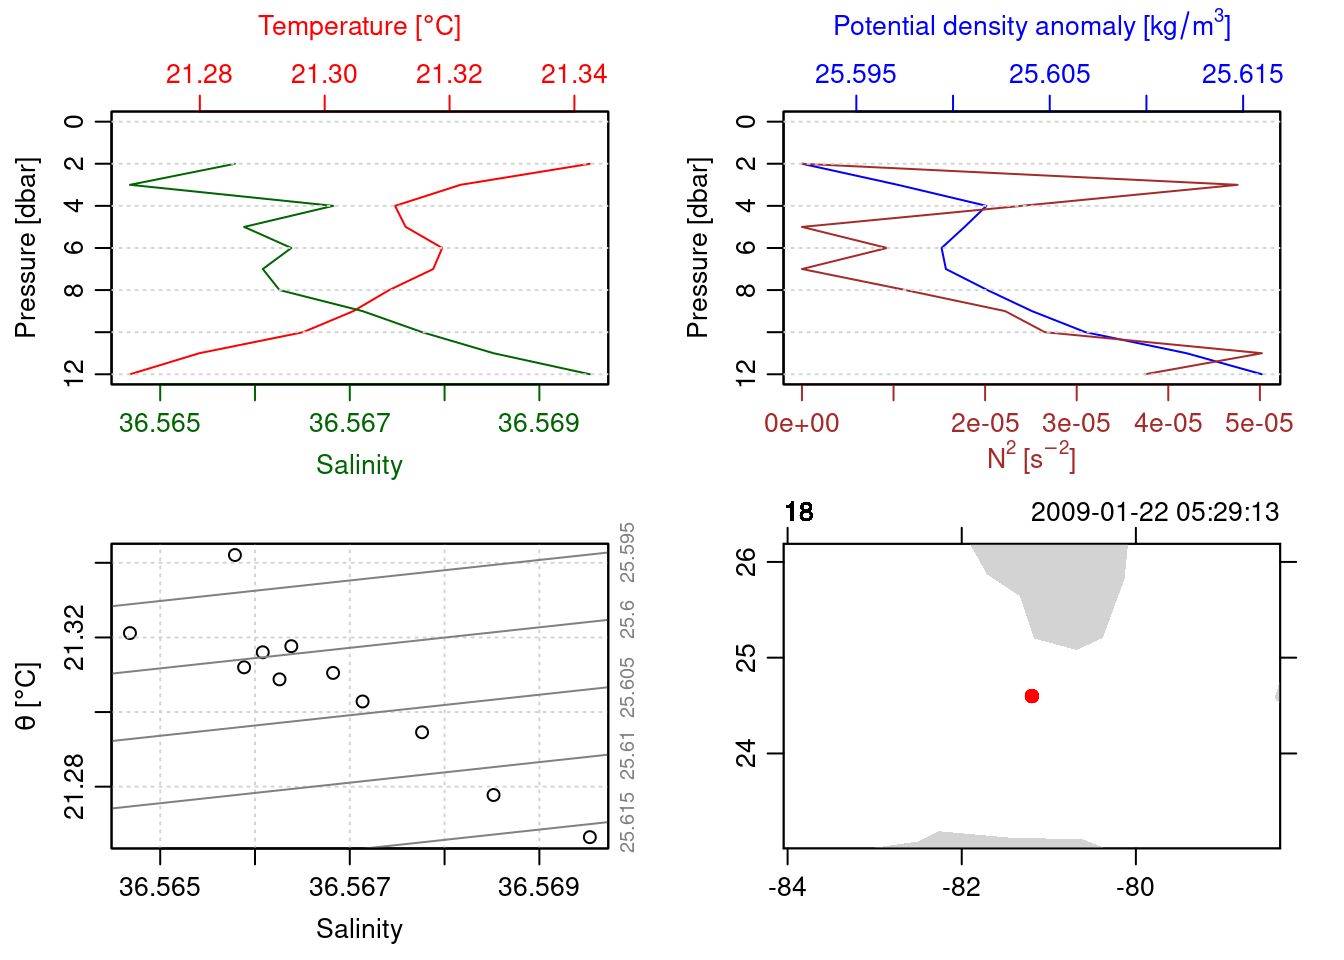 Temperature [°C]
21.28 21.30 21.32 21.34
Pressure [dbar]
0 2 4 6 8 12
36.565 36.567 36.569
Salinity
Potential density anomaly [kg/m³]
25.595 25.605 25.615
Pressure [dbar]
0 2 4 6 8 12
0e+00 2e-05 3e-05 4e-05 5e-05
N² [s⁻²]
θ [°C]
21.32
21.28
25.595
25.6
25.605
25.61
25.615
36.565 36.567 36.569
Salinity
18 2009-01-22 05:29:13
26
25
24
-84 -82 -80